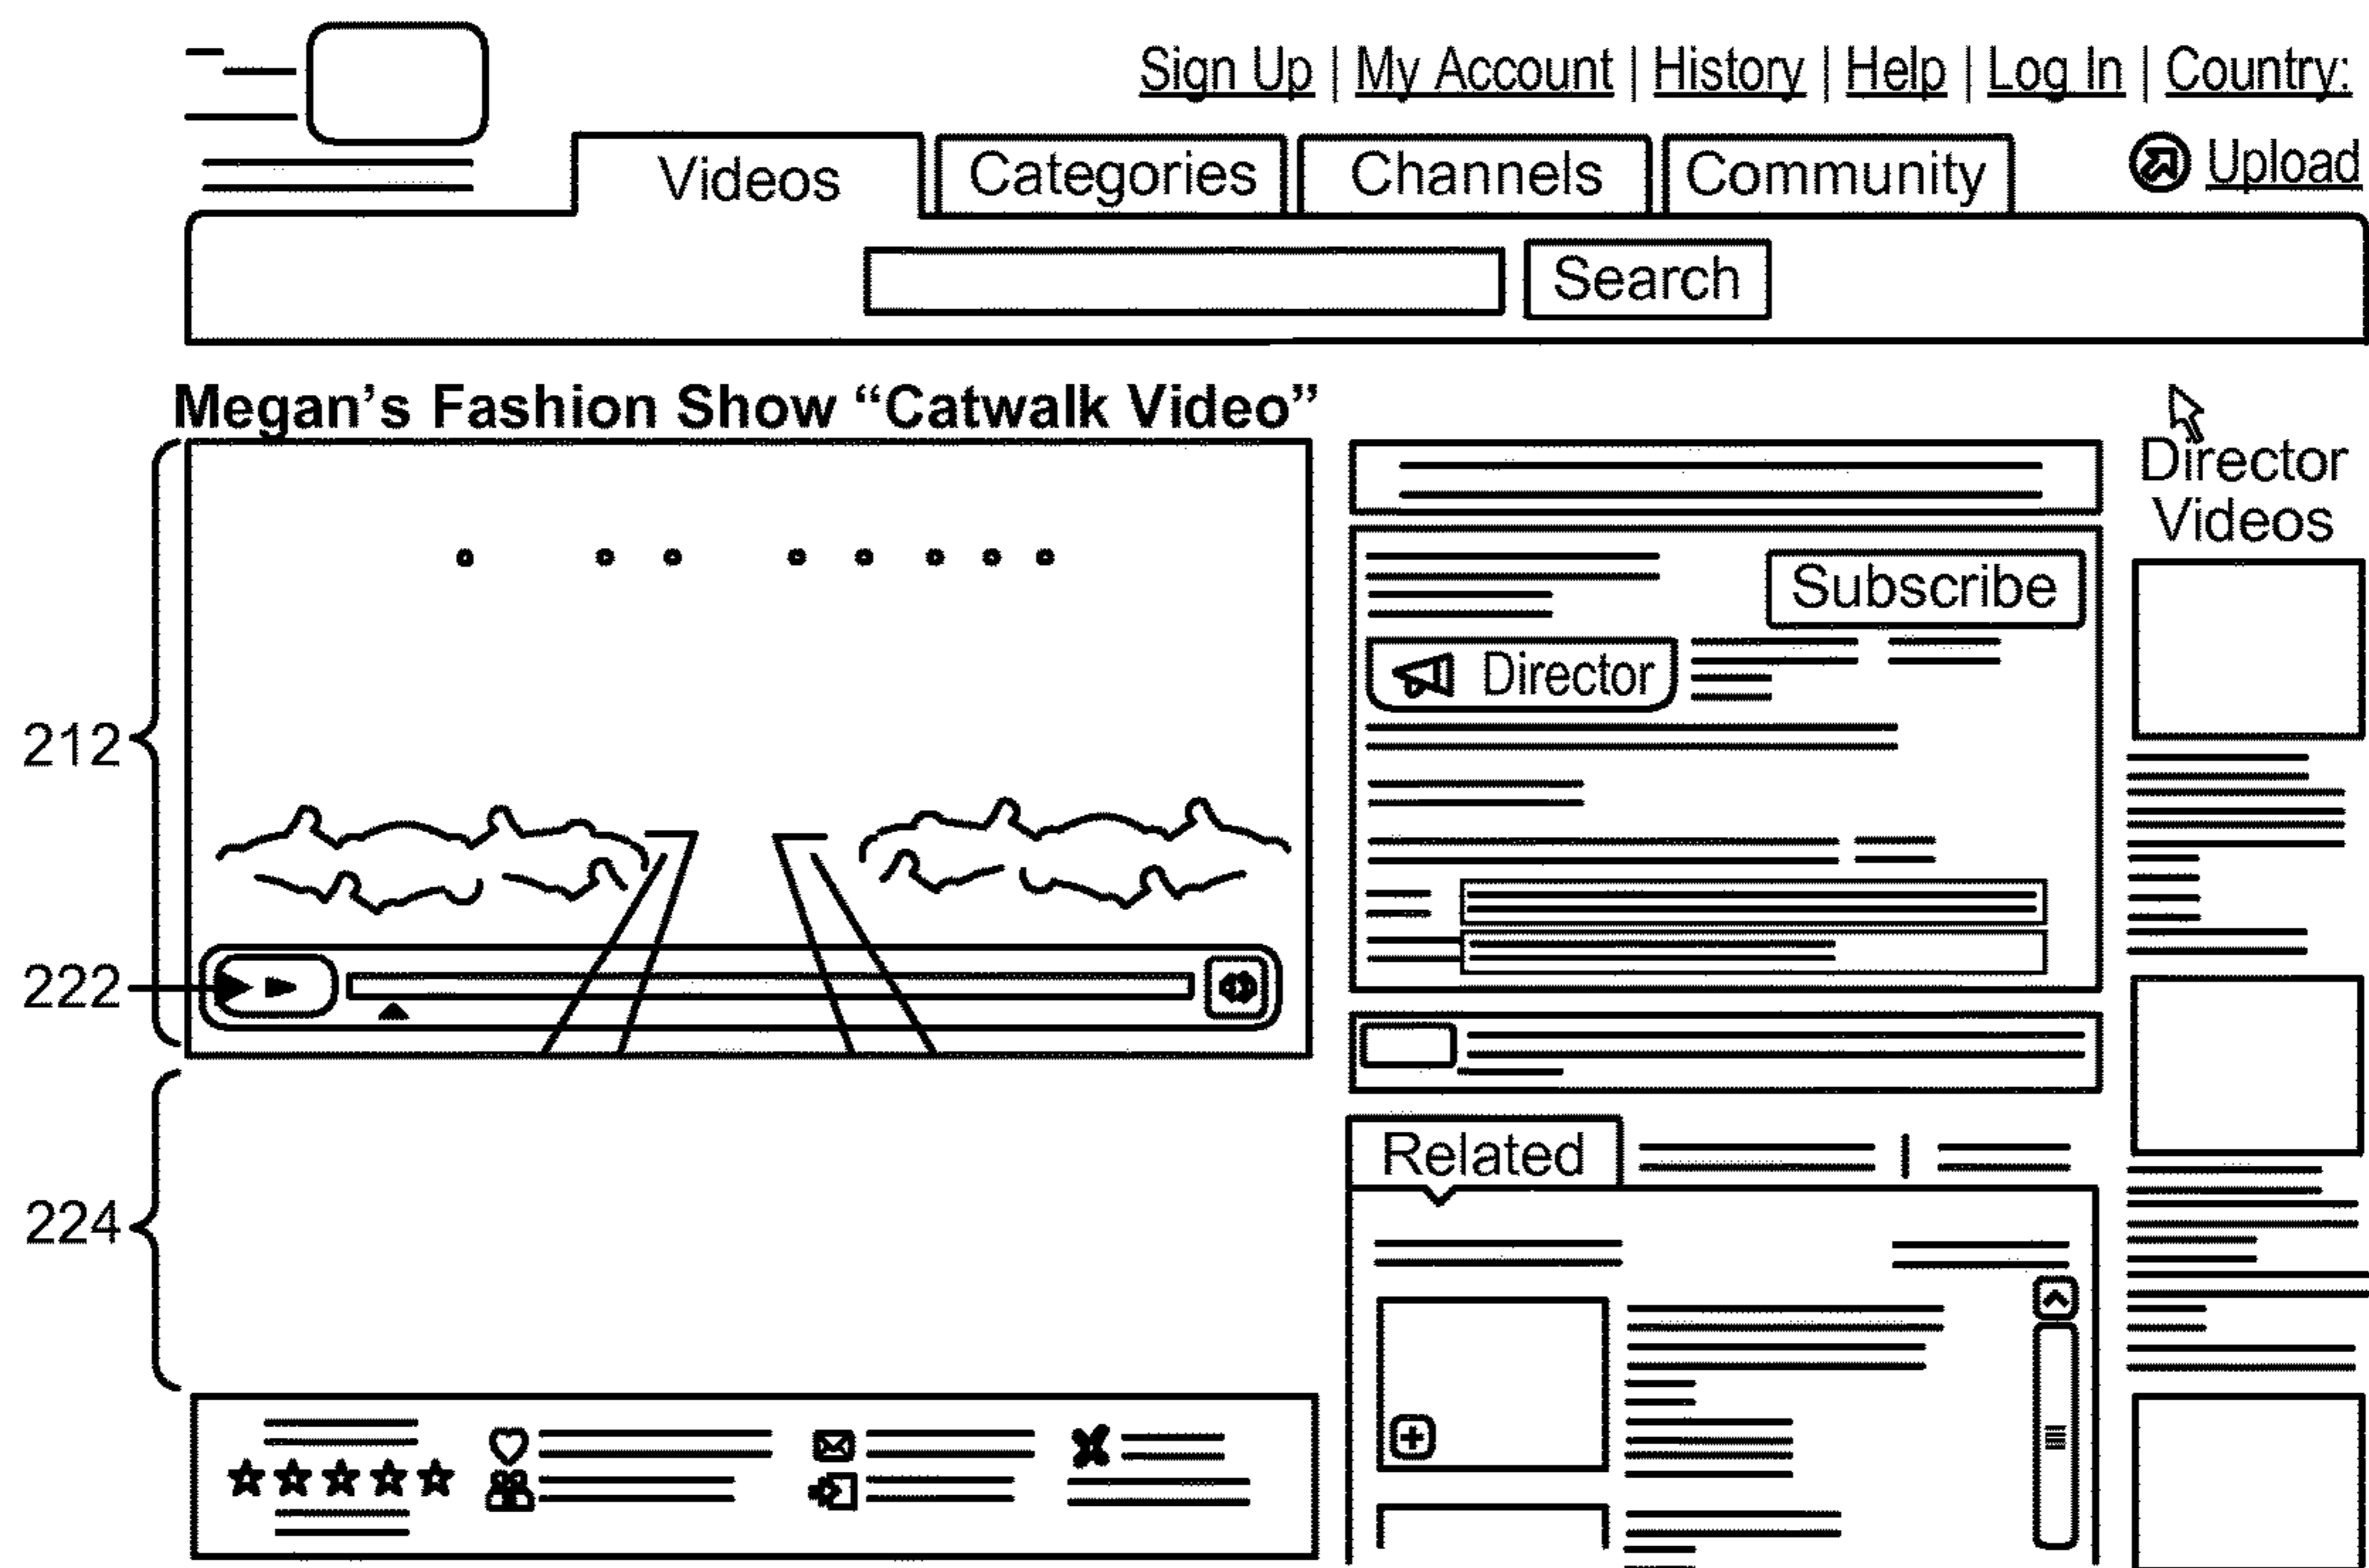 Sign Up | My Account | History | Help | Log In | Country:
Videos
Categories
Channels
Community
Upload
Search
Megan’s Fashion Show “Catwalk Video”
Director
Videos
Subscribe
Director
212
222
Related
224